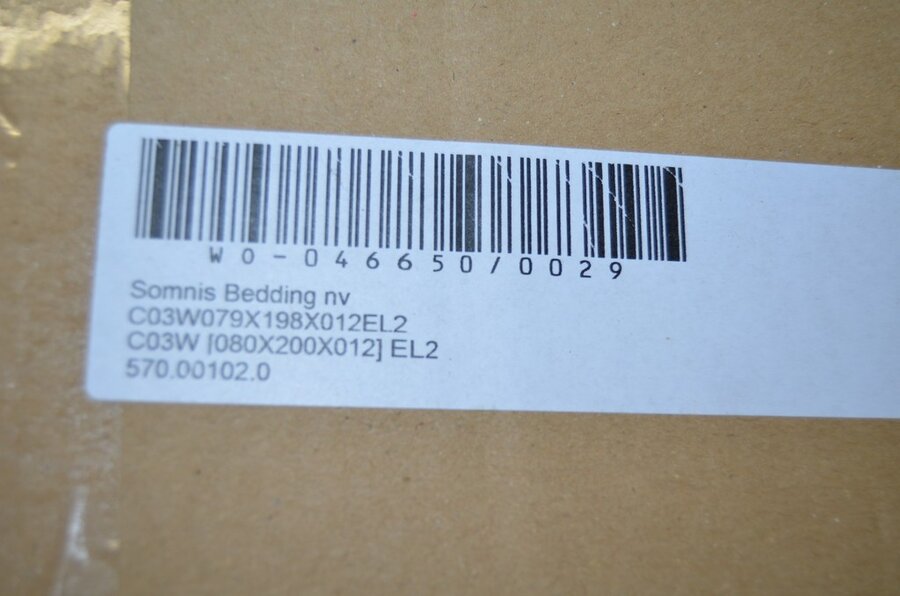 W0-046650/0029
Somnis Bedding nv
C03W079X198X012EL2
C03W [080X200X012] EL2
570.00102.0